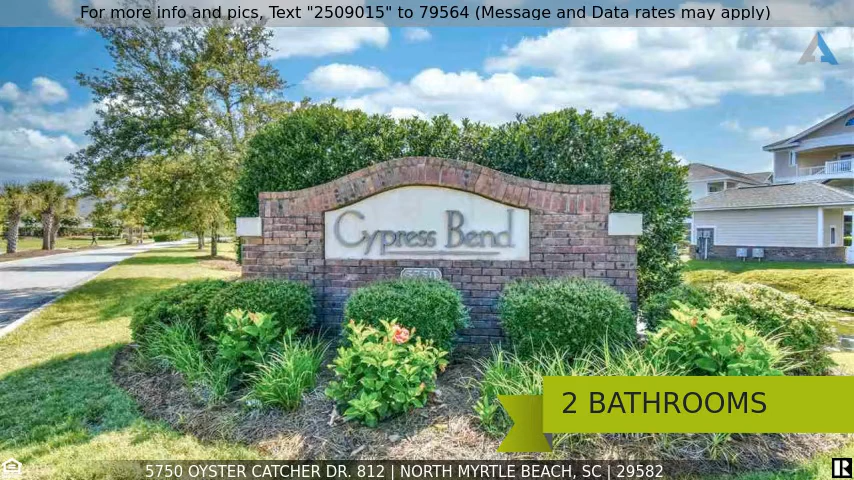 For more info and pics, Text "2509015" to 79564 (Message and Data rates may apply)
Cypress Bend
5750
2 BATHROOMS
5750 OYSTER CATCHER DR. 812 | NORTH MYRTLE BEACH, SC | 29582